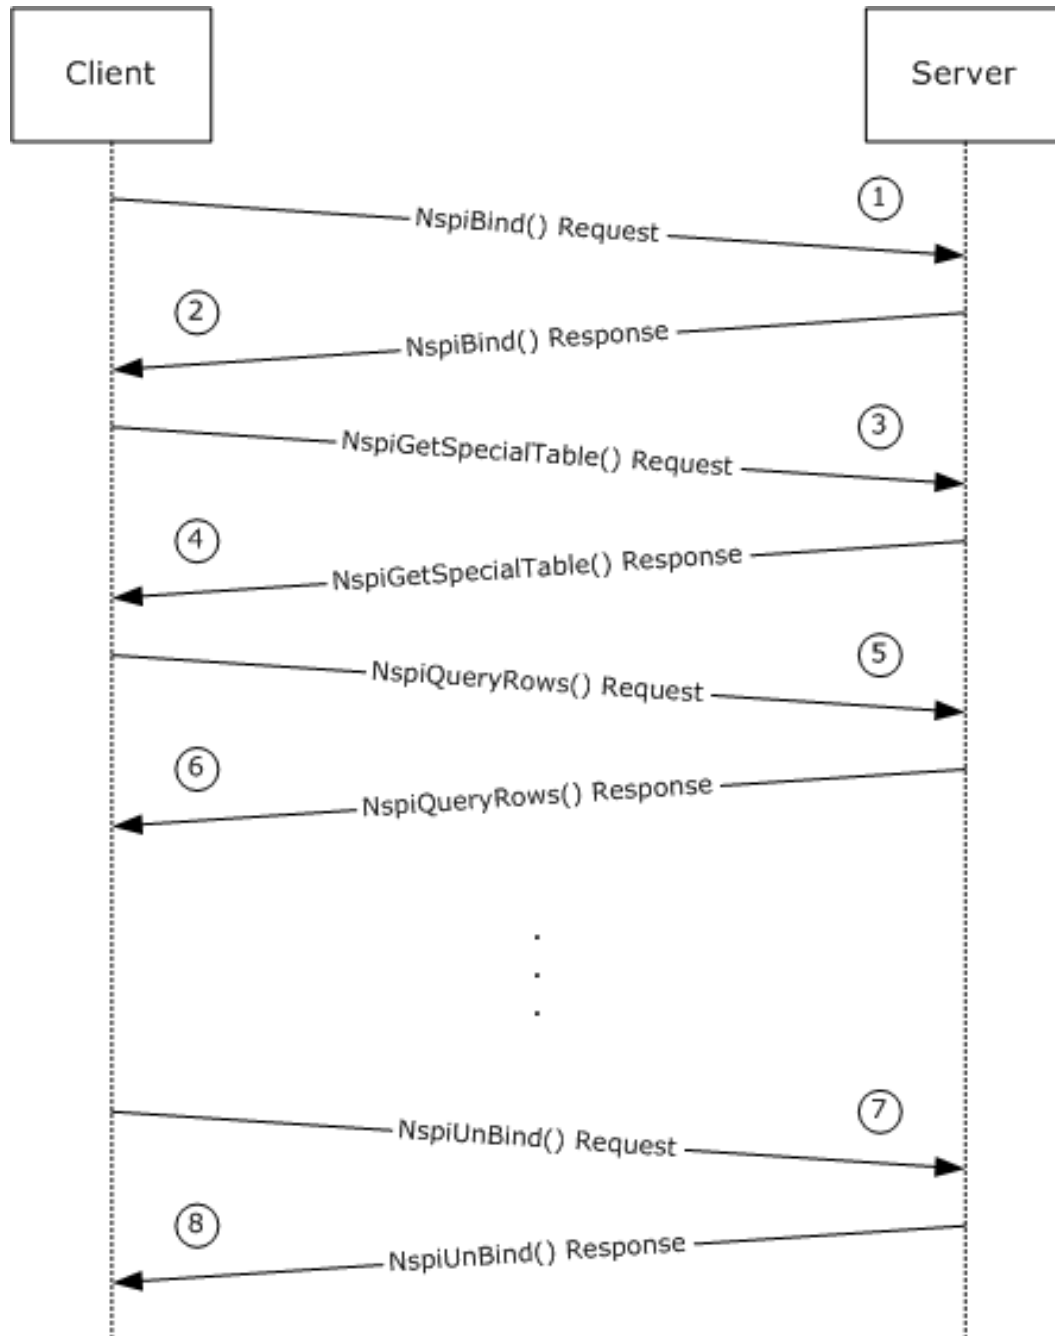 Client
Server
1
NspiBind() Request
2
NspiBind() Response
3
NspiGetSpecialTable() Request
4
NspiGetSpecialTable() Response
5
NspiQueryRows() Request
6
NspiQueryRows() Response
.
.
.
7
NspiUnBind() Request
8
NspiUnBind() Response